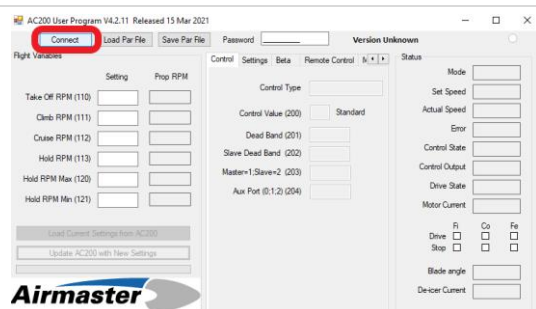 AC200 User Program V4.2.11 Released 15 Mar 2021
Connect Load Par File Save Par File Password Version Unknown
Flight Variables
Setting Prop RPM
Take Off RPM (110)
Climb RPM (111)
Cruise RPM (112)
Hold RPM (113)
Hold RPM Max (120)
Hold RPM Min (121)
Load Current Settings from AC200
Update AC200 with New Settings
Airmaster
Control Settings Beta Remote Control
Control Type
Control Value (200) Standard
Dead Band (201)
Slave Dead Band (202)
Master=1;Slave=2 (203)
Aux Port (0;1;2) (204)
Status
Mode
Set Speed
Actual Speed
Error
Control State
Control Output
Drive State
Motor Current
Fi Co Fe
Drive
Stop
Blade angle
De-icer Current